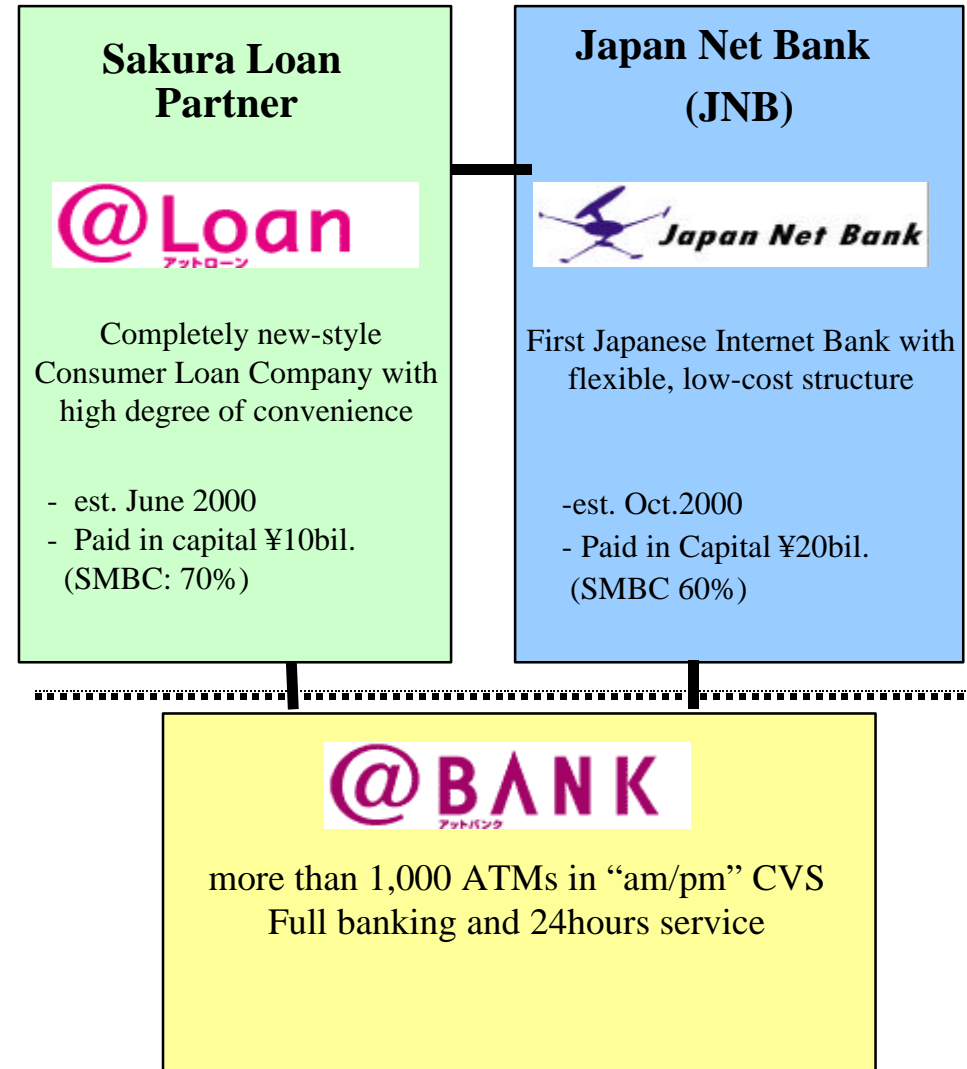 Sakura Loan
Partner
@Loan
アットローン
Completely new-style
Consumer Loan Company with
high degree of convenience
- est. June 2000
- Paid in capital ¥10bil.
(SMBC: 70%)
Japan Net Bank
(JNB)
Japan Net Bank
First Japanese Internet Bank with
flexible, low-cost structure
-est. Oct.2000
- Paid in Capital ¥20bil.
(SMBC 60%)
@BANK
アットバンク
more than 1,000 ATMs in “am/pm” CVS
Full banking and 24hours service